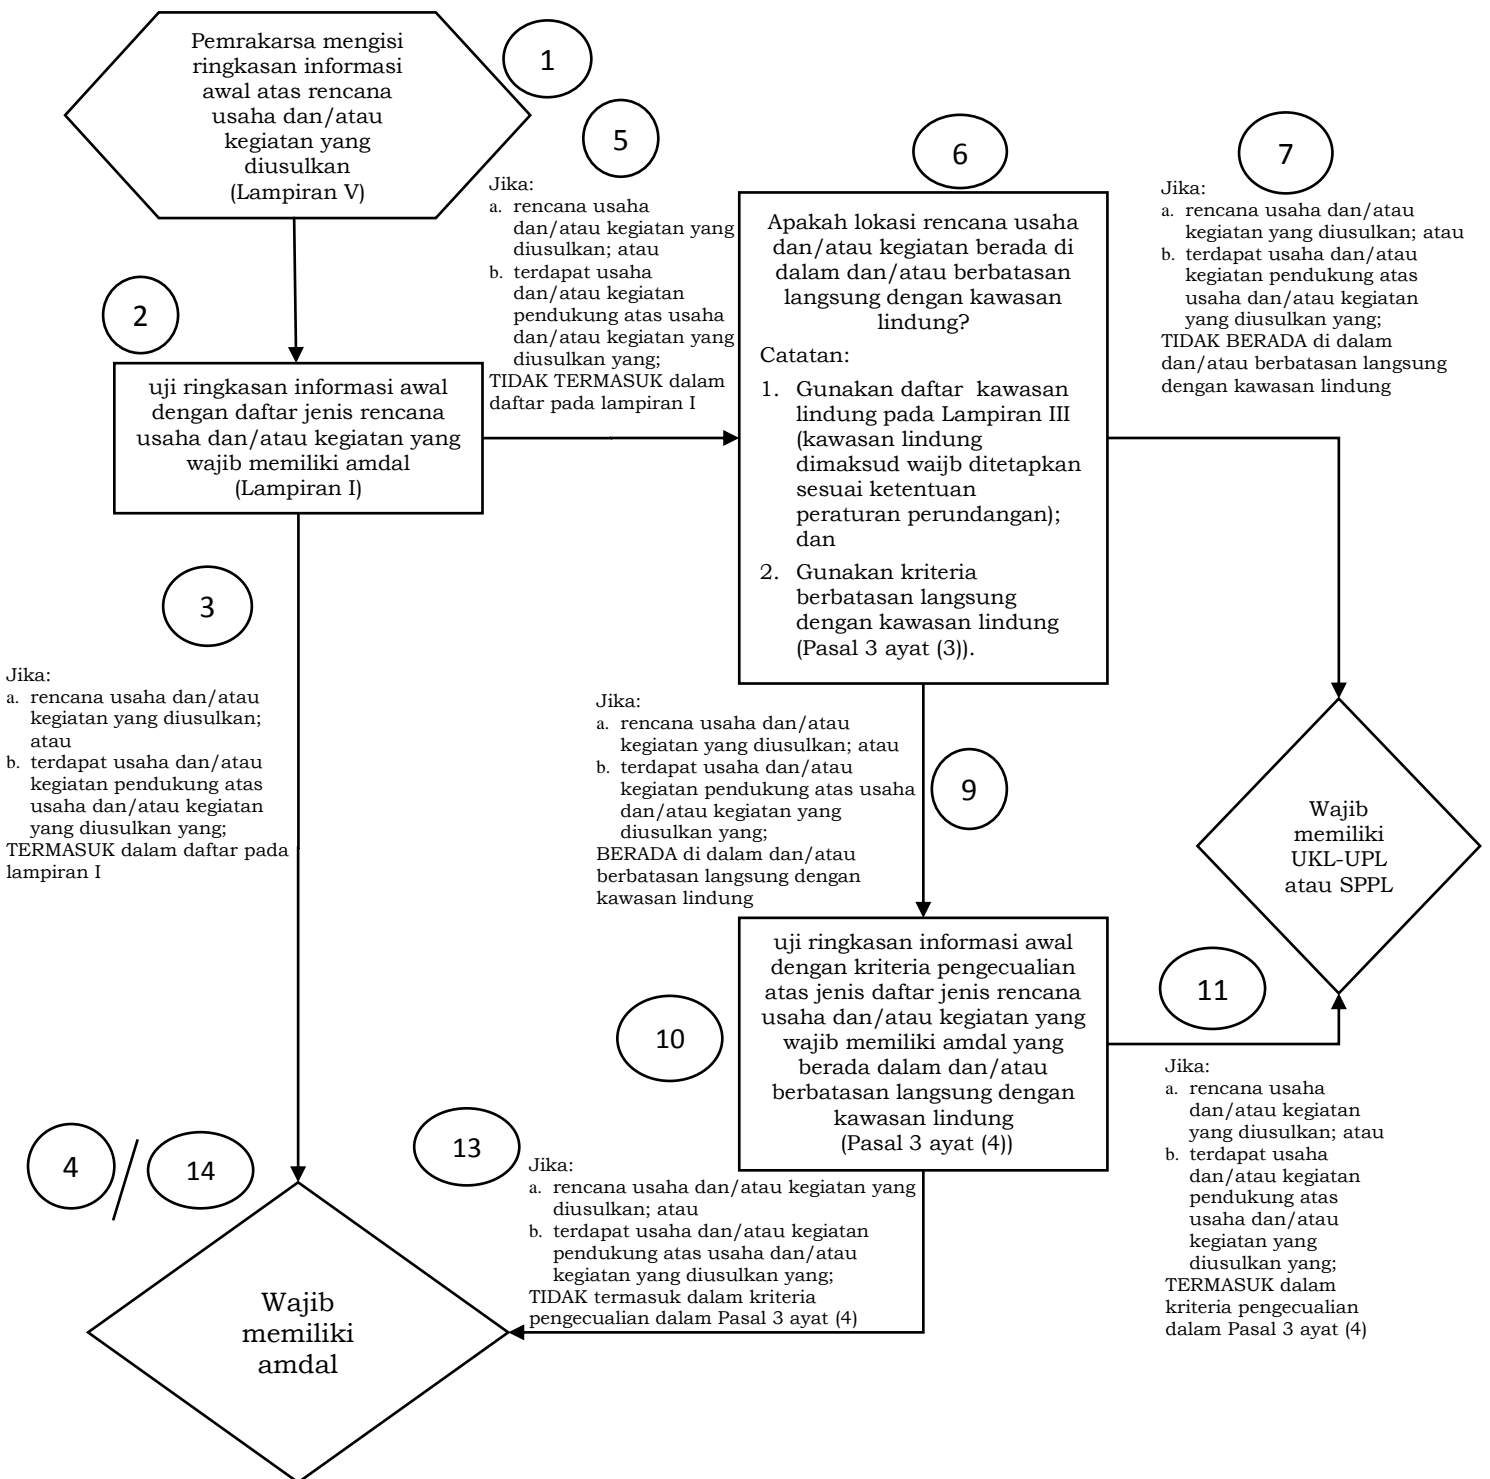 Pemrakarsa mengisi
ringkasan informasi
awal atas rencana
usaha dan/atau
kegiatan yang
diusulkan
(Lampiran V)
1
2
uji ringkasan informasi awal
dengan daftar jenis rencana
usaha dan/atau kegiatan yang
wajib memiliki amdal
(Lampiran I)
3
Jika:
a. rencana usaha dan/atau
kegiatan yang diusulkan;
atau
b. terdapat usaha dan/atau
kegiatan pendukung atas
usaha dan/atau kegiatan
yang diusulkan yang;
TERMASUK dalam daftar pada
lampiran I
4
14
Wajib
memiliki
amdal
5
Jika:
a. rencana usaha
dan/atau kegiatan yang
diusulkan; atau
b. terdapat usaha
dan/atau kegiatan
pendukung atas usaha
dan/atau kegiatan yang
diusulkan yang;
TIDAK TERMASUK dalam
daftar pada lampiran I
6
Apakah lokasi rencana usaha
dan/atau kegiatan berada di
dalam dan/atau berbatasan
langsung dengan kawasan
lindung?
Catatan:
1. Gunakan daftar kawasan
lindung pada Lampiran III
(kawasan lindung
dimaksud waijb ditetapkan
sesuai ketentuan
peraturan perundangan);
dan
2. Gunakan kriteria
berbatasan langsung
dengan kawasan lindung
(Pasal 3 ayat (3)).
7
Jika:
a. rencana usaha dan/atau
kegiatan yang diusulkan; atau
b. terdapat usaha dan/atau
kegiatan pendukung atas
usaha dan/atau kegiatan
yang diusulkan yang;
TIDAK BERADA di dalam
dan/atau berbatasan langsung
dengan kawasan lindung
Wajib
memiliki
UKL-UPL
atau SPPL
Jika:
a. rencana usaha dan/atau
kegiatan yang diusulkan; atau
b. terdapat usaha dan/atau
kegiatan pendukung atas usaha
dan/atau kegiatan yang
diusulkan yang;
BERADA di dalam dan/atau
berbatasan langsung dengan
kawasan lindung
9
10
uji ringkasan informasi awal
dengan kriteria pengecualian
atas jenis daftar jenis rencana
usaha dan/atau kegiatan yang
wajib memiliki amdal yang
berada dalam dan/atau
berbatasan langsung dengan
kawasan lindung
(Pasal 3 ayat (4))
11
Jika:
a. rencana usaha
dan/atau kegiatan
yang diusulkan; atau
b. terdapat usaha
dan/atau kegiatan
pendukung atas
usaha dan/atau
kegiatan yang
diusulkan yang;
TERMASUK dalam
kriteria pengecualian
dalam Pasal 3 ayat (4)
13
Jika:
a. rencana usaha dan/atau kegiatan yang
diusulkan; atau
b. terdapat usaha dan/atau kegiatan
pendukung atas usaha dan/atau
kegiatan yang diusulkan yang;
TIDAK termasuk dalam kriteria
pengecualian dalam Pasal 3 ayat (4)